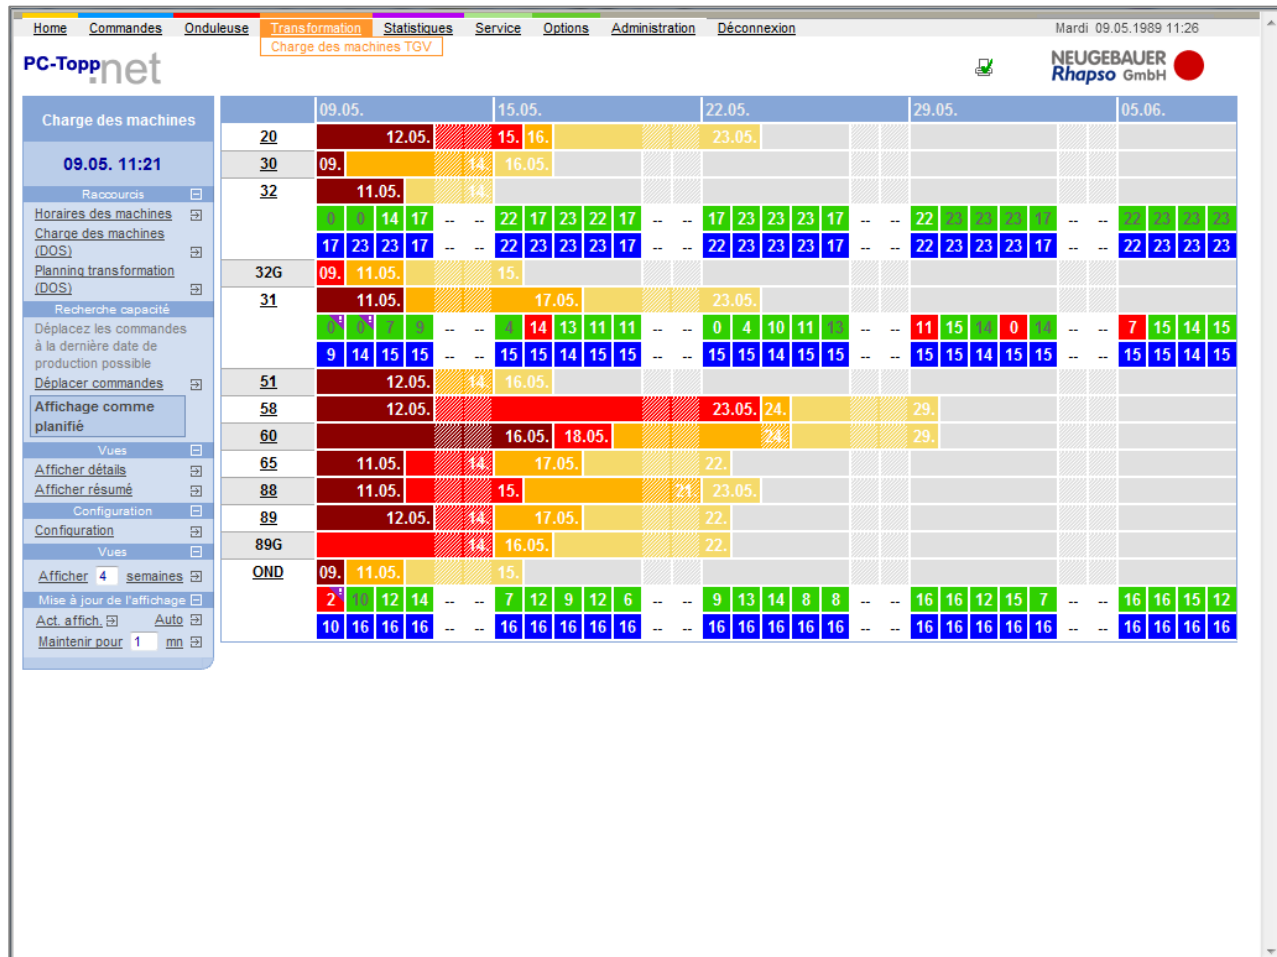 Home Commandes Onduleuse Transformation Statistiques Service Options Administration Déconnexion Mardi 09.05.1989 11:26
Charge des machines TGV
PC-Topp.net
NEUGEBAUER
Rhapso GmbH
Charge des machines
09.05. 11:21
Raccourcis
Horaires des machines
Charge des machines
(DOS)
Planning transformation
(DOS)
Recherche capacité
Déplacez les commandes
à la dernière date de
production possible
Déplacer commandes
Affichage comme
planifié
Vues
Afficher détails
Afficher résumé
Configuration
Configuration
Vues
Afficher 4 semaines
Mise à jour de l'affichage
Act. affich. Auto
Maintenir pour 1 mn
09.05. 15.05. 22.05. 29.05. 05.06.
20 12.05. 15. 16. 23.05.
30 09. 14. 16.05.
32 11.05. 14.
0 0 14 17 -- -- 22 17 23 22 17 -- -- 17 23 23 23 17 -- -- 22 23 23 23 17 -- -- 22 23 23 23
17 23 23 17 -- -- 22 23 23 23 17 -- -- 22 23 23 23 17 -- -- 22 23 23 23 17 -- -- 22 23 23 23
32G 09. 11.05. 15.
31 11.05. 17.05. 23.05.
0 ! 0 ! 7 9 -- -- 4 14 13 11 11 -- -- 0 4 10 11 13 -- -- 11 15 14 0 14 -- -- 7 15 14 15
9 14 15 15 -- -- 15 15 14 15 15 -- -- 15 15 14 15 15 -- -- 15 15 14 15 15 -- -- 15 15 14 15
51 12.05. 14. 16.05.
58 12.05. 23.05. 24. 29.
60 16.05. 18.05. 24. 29.
65 11.05. 14. 17.05. 22.
88 11.05. 15. 21. 23.05.
89 12.05. 14. 17.05. 22.
89G 14. 16.05. 22.
OND 09. 11.05. 15.
2 ! 10 12 14 -- -- 7 12 9 12 6 -- -- 9 13 14 8 8 -- -- 16 16 12 15 7 -- -- 16 16 15 12
10 16 16 16 -- -- 16 16 16 16 16 -- -- 16 16 16 16 16 -- -- 16 16 16 16 16 -- -- 16 16 16 16